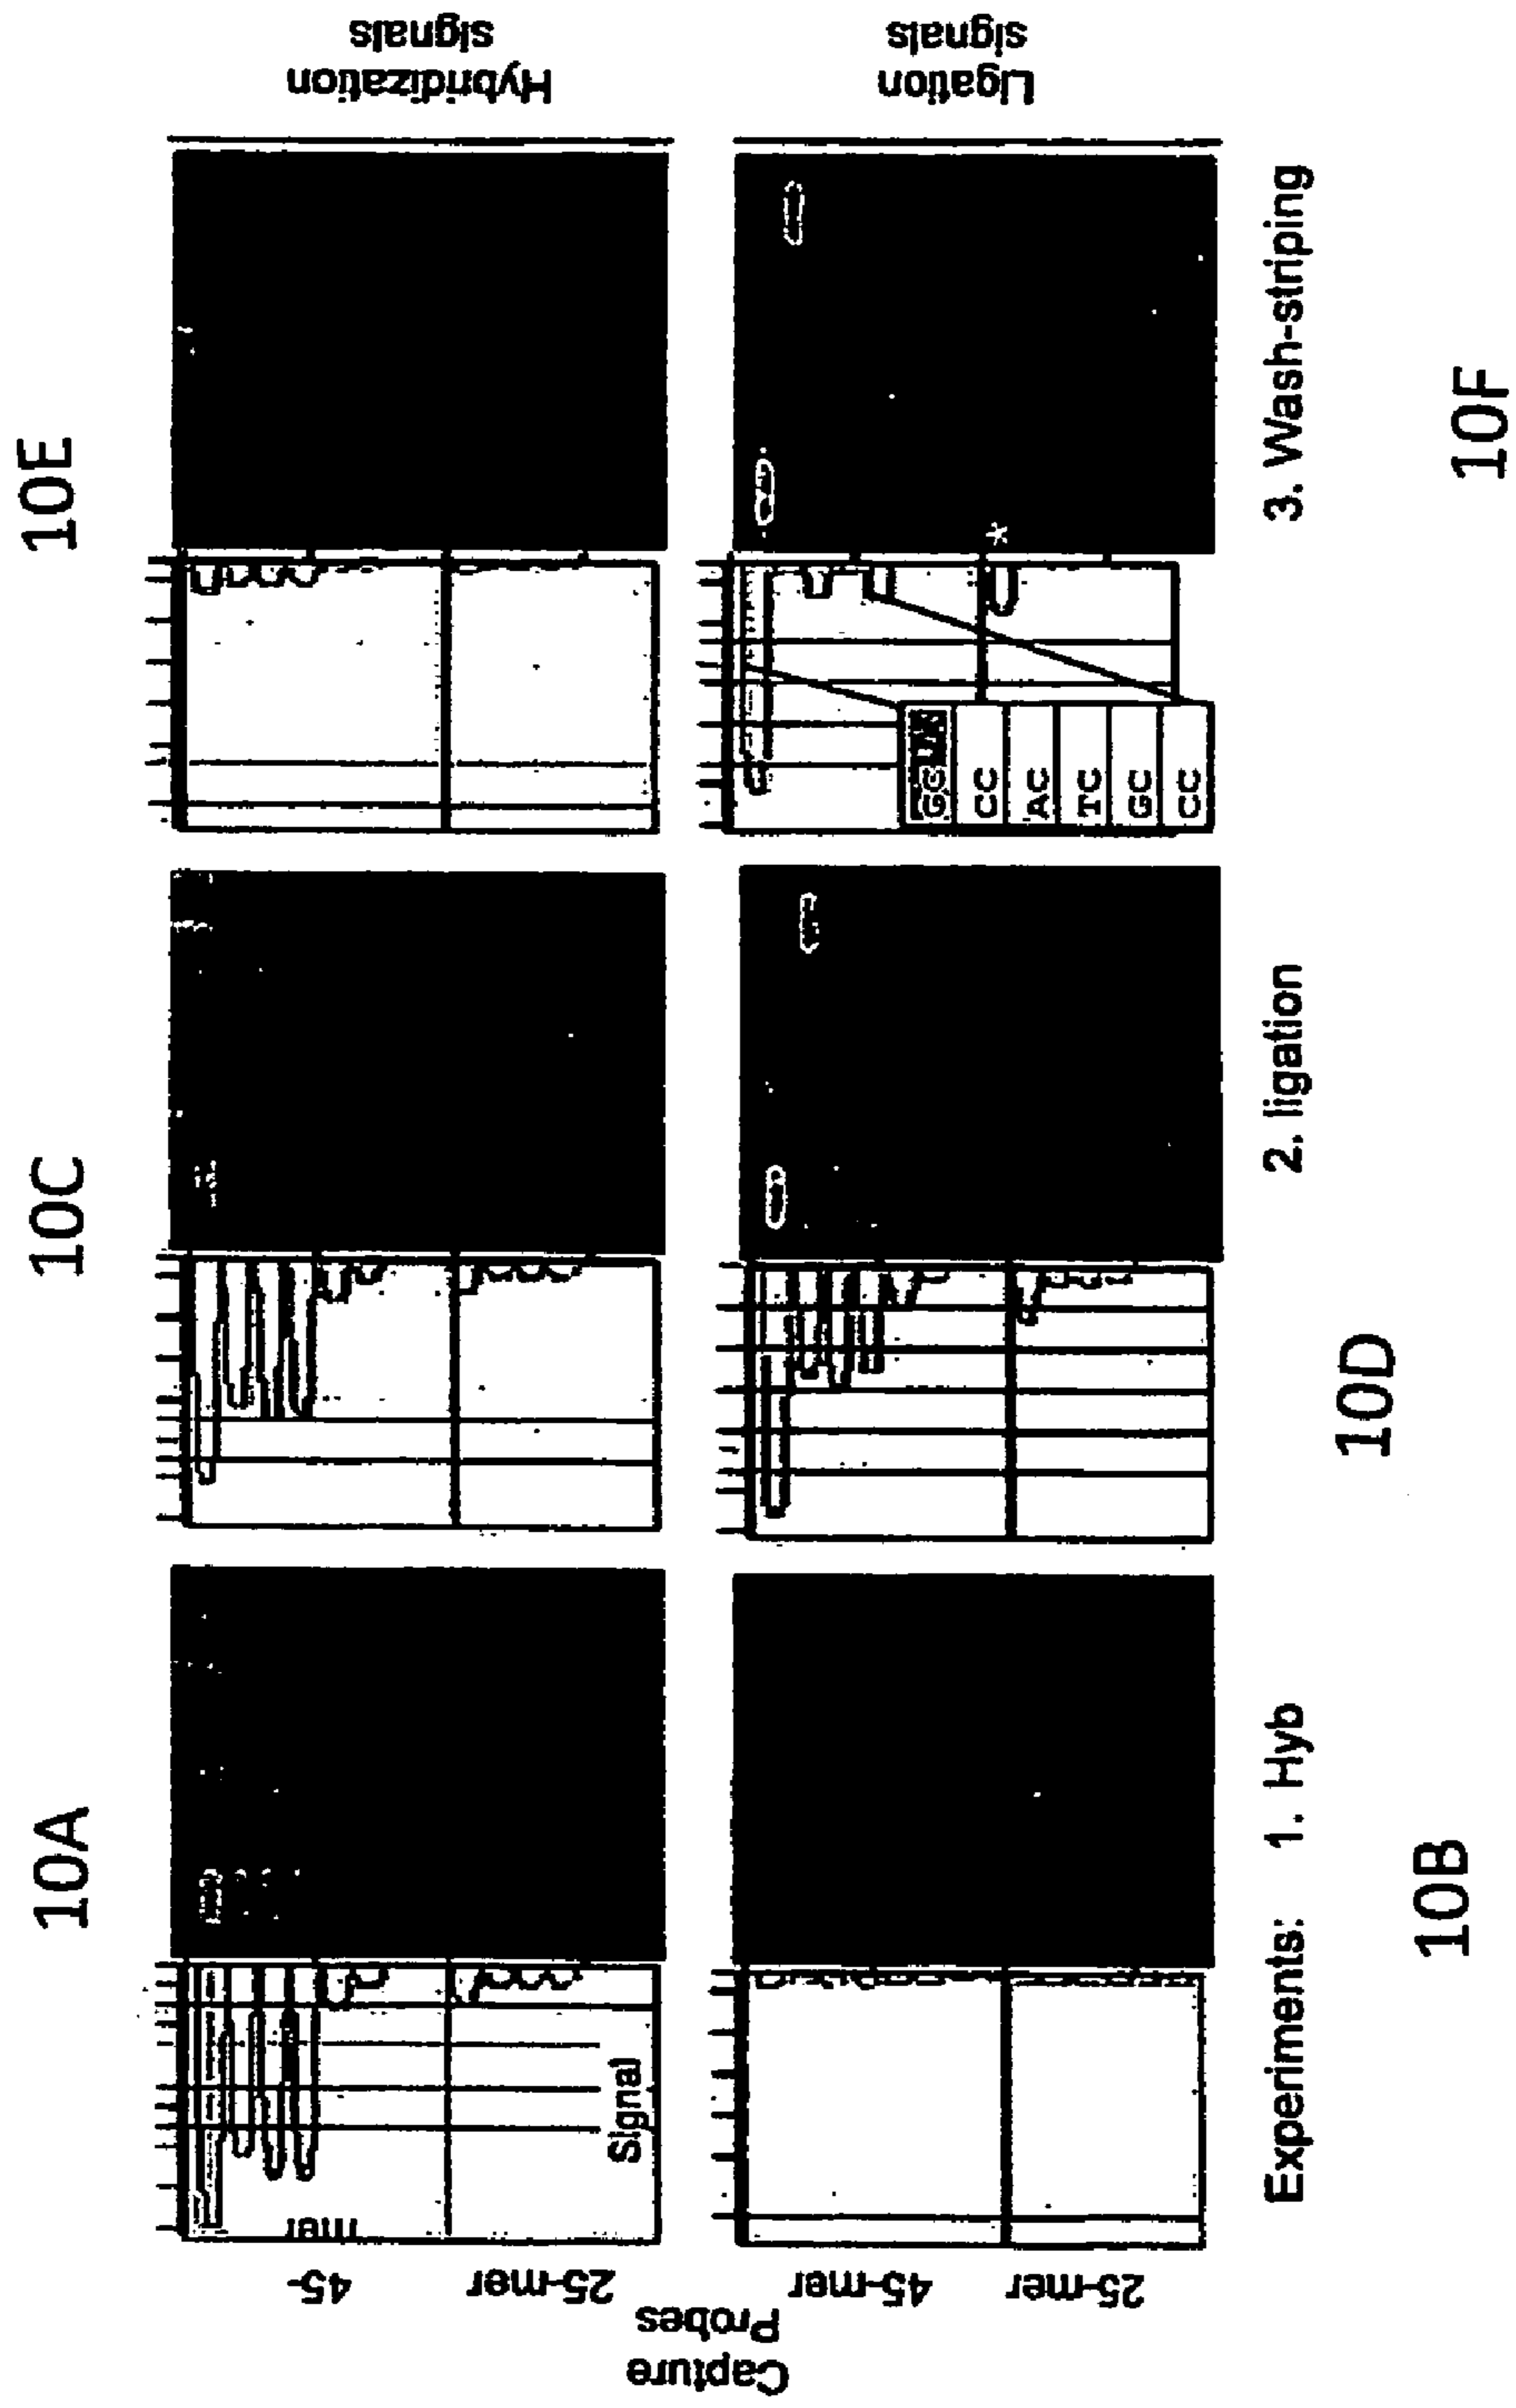 10A
10C
10E
Hybridization
signals
Capture
Probes
45-
mer
25-mer
Signal
Ligation
signals
45-mer
25-mer
*
GG
CC
AC
TC
GC
CC
Experiments: 1. Hyb
2. ligation
3. Wash-striping
10B
10D
10F